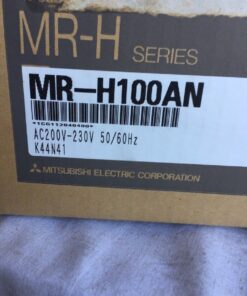 MR-H SERIES
MR-H100AN
AC200V-230V 50/60Hz
K44N41
MITSUBISHI ELECTRIC CORPORATION